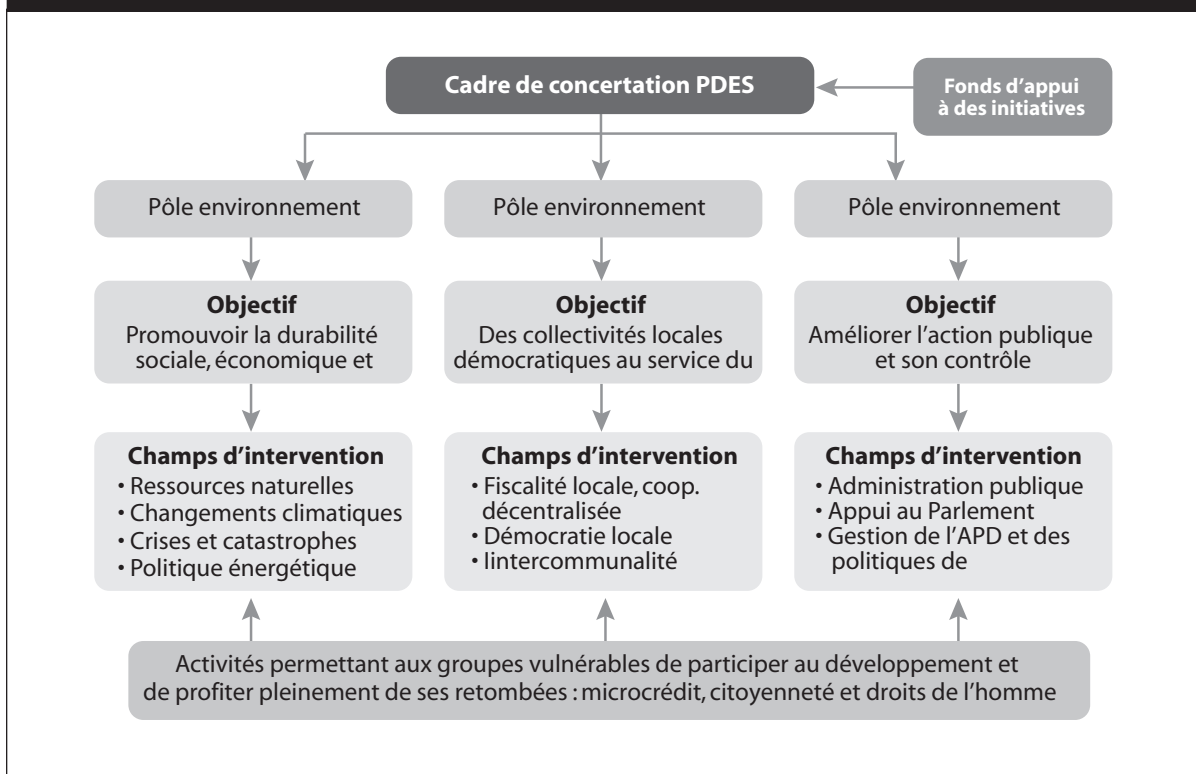 Cadre de concertation PDES
Fonds d’appui
à des initiatives
Pôle environnement
Pôle environnement
Pôle environnement
Objectif
Promouvoir la durabilité
sociale, économique et
Objectif
Des collectivités locales
démocratiques au service du
Objectif
Améliorer l’action publique
et son contrôle
Champs d’intervention
• Ressources naturelles
• Changements climatiques
• Crises et catastrophes
• Politique énergétique
Champs d’intervention
• Fiscalité locale, coop.
décentralisée
• Démocratie locale
• Iintercommunalité
Champs d’intervention
• Administration publique
• Appui au Parlement
• Gestion de l’APD et des
politiques de
Activités permettant aux groupes vulnérables de participer au développement et
de profiter pleinement de ses retombées : microcrédit, citoyenneté et droits de l’homme